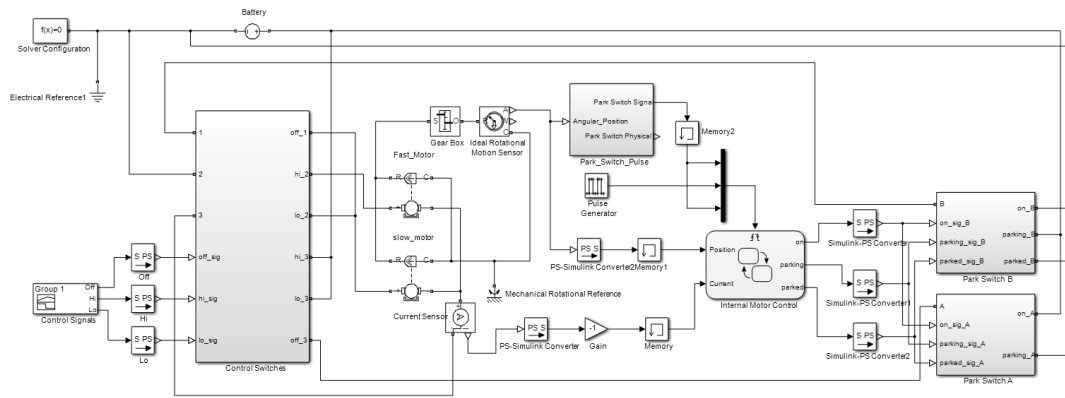 Battery
f(x)=0
Solver Configuration
Electrical Reference1
1
2
3
off_sig
hi_sig
lo_sig
off_1
hi_2
lo_2
hi_3
lo_3
off_3
Control Switches
Group 1
Off
Hi
Lo
Control Signals
S PS
Off
S PS
Hi
S PS
Lo
S
O
Gear Box
R
A
W
C
Ideal Rotational
Motion Sensor
Fast_Motor
R
C
slow_motor
R
C
Current Sensor
A
Mechanical Rotational Reference
Angular_Position
Park Switch Signal
Park Switch Physical
Park_Switch_Pulse
Memory2
Pulse
Generator
PS S
PS-Simulink Converter2
Memory1
PS S
PS-Simulink Converter
-1
Gain
Memory
Position
Current
on
parking
parked
Internal Motor Control
S PS
Simulink-PS Converter
S PS
Simulink-PS Converter1
S PS
Simulink-PS Converter2
B
on_sig_B
parking_sig_B
parked_sig_B
on_B
parking_B
parked_B
Park Switch B
A
on_sig_A
parking_sig_A
parked_sig_A
on_A
parking_A
Park Switch A